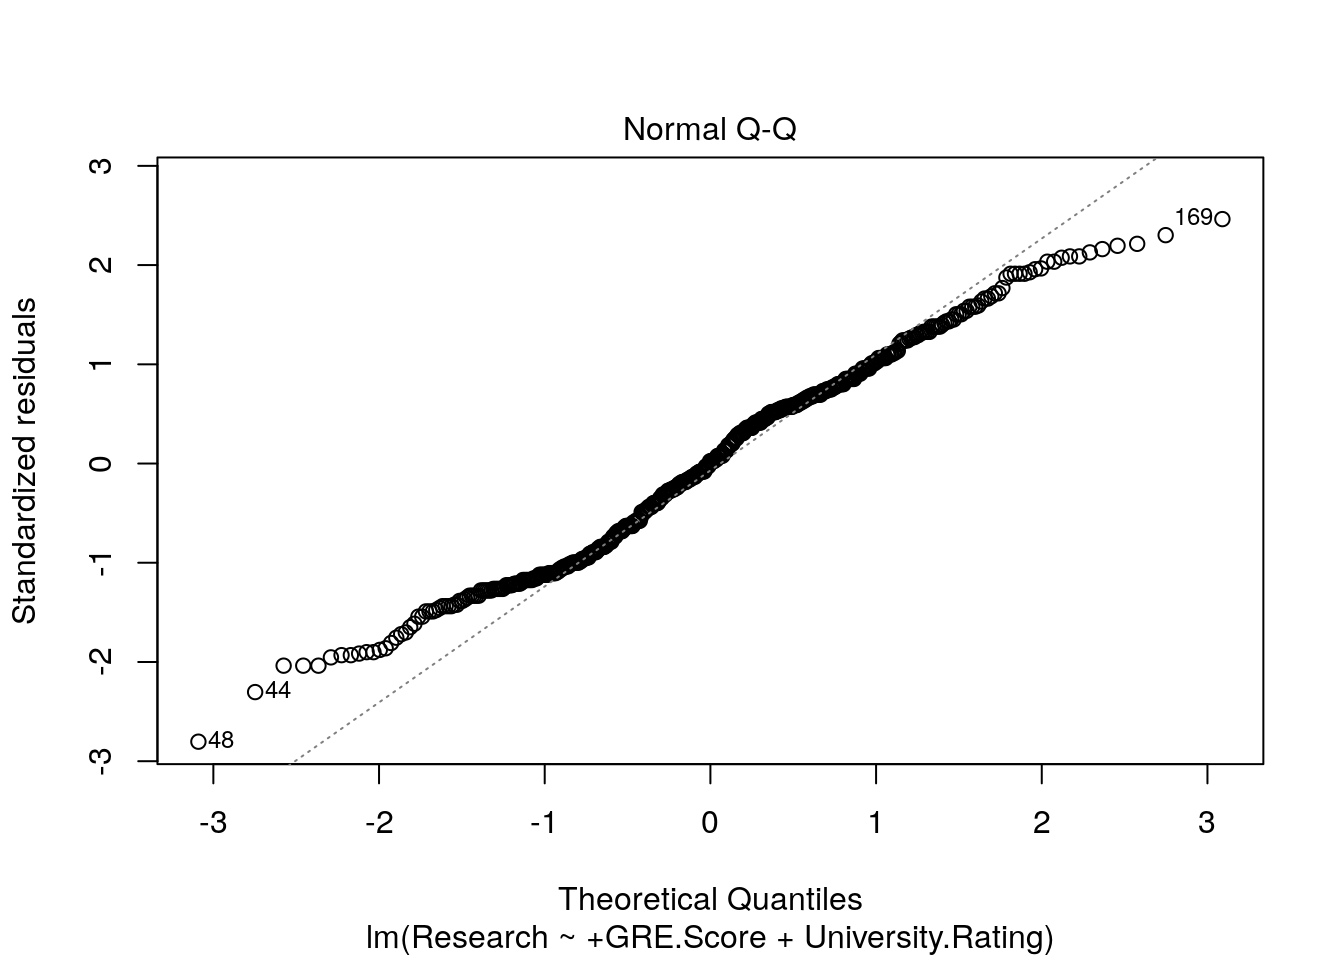 Normal Q-Q
3
2
1
0
-1
-2
-3
Standardized residuals
169
44
48
-3 -2 -1 0 1 2 3
Theoretical Quantiles
lm(Research ~ +GRE.Score + University.Rating)